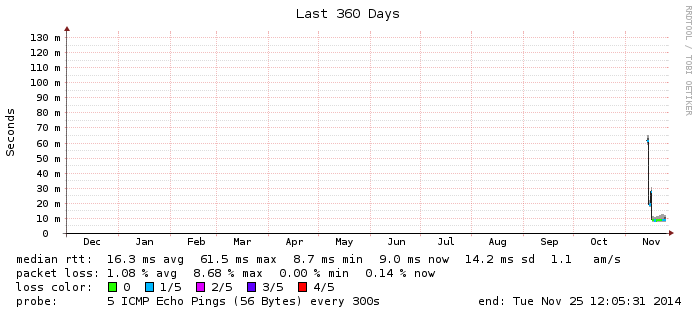 Last 360 Days
RRDTOOL / TOBI OETIKER
Seconds
130 m
120 m
110 m
100 m
90 m
80 m
70 m
60 m
50 m
40 m
30 m
20 m
10 m
0
Dec Jan Feb Mar Apr May Jun Jul Aug Sep Oct Nov
median rtt: 16.3 ms avg 61.5 ms max 8.7 ms min 9.0 ms now 14.2 ms sd 1.1 am/s
packet loss: 1.08 % avg 8.68 % max 0.00 % min 0.14 % now
loss color: 0 1/5 2/5 3/5 4/5
probe: 5 ICMP Echo Pings (56 Bytes) every 300s end: Tue Nov 25 12:05:31 2014